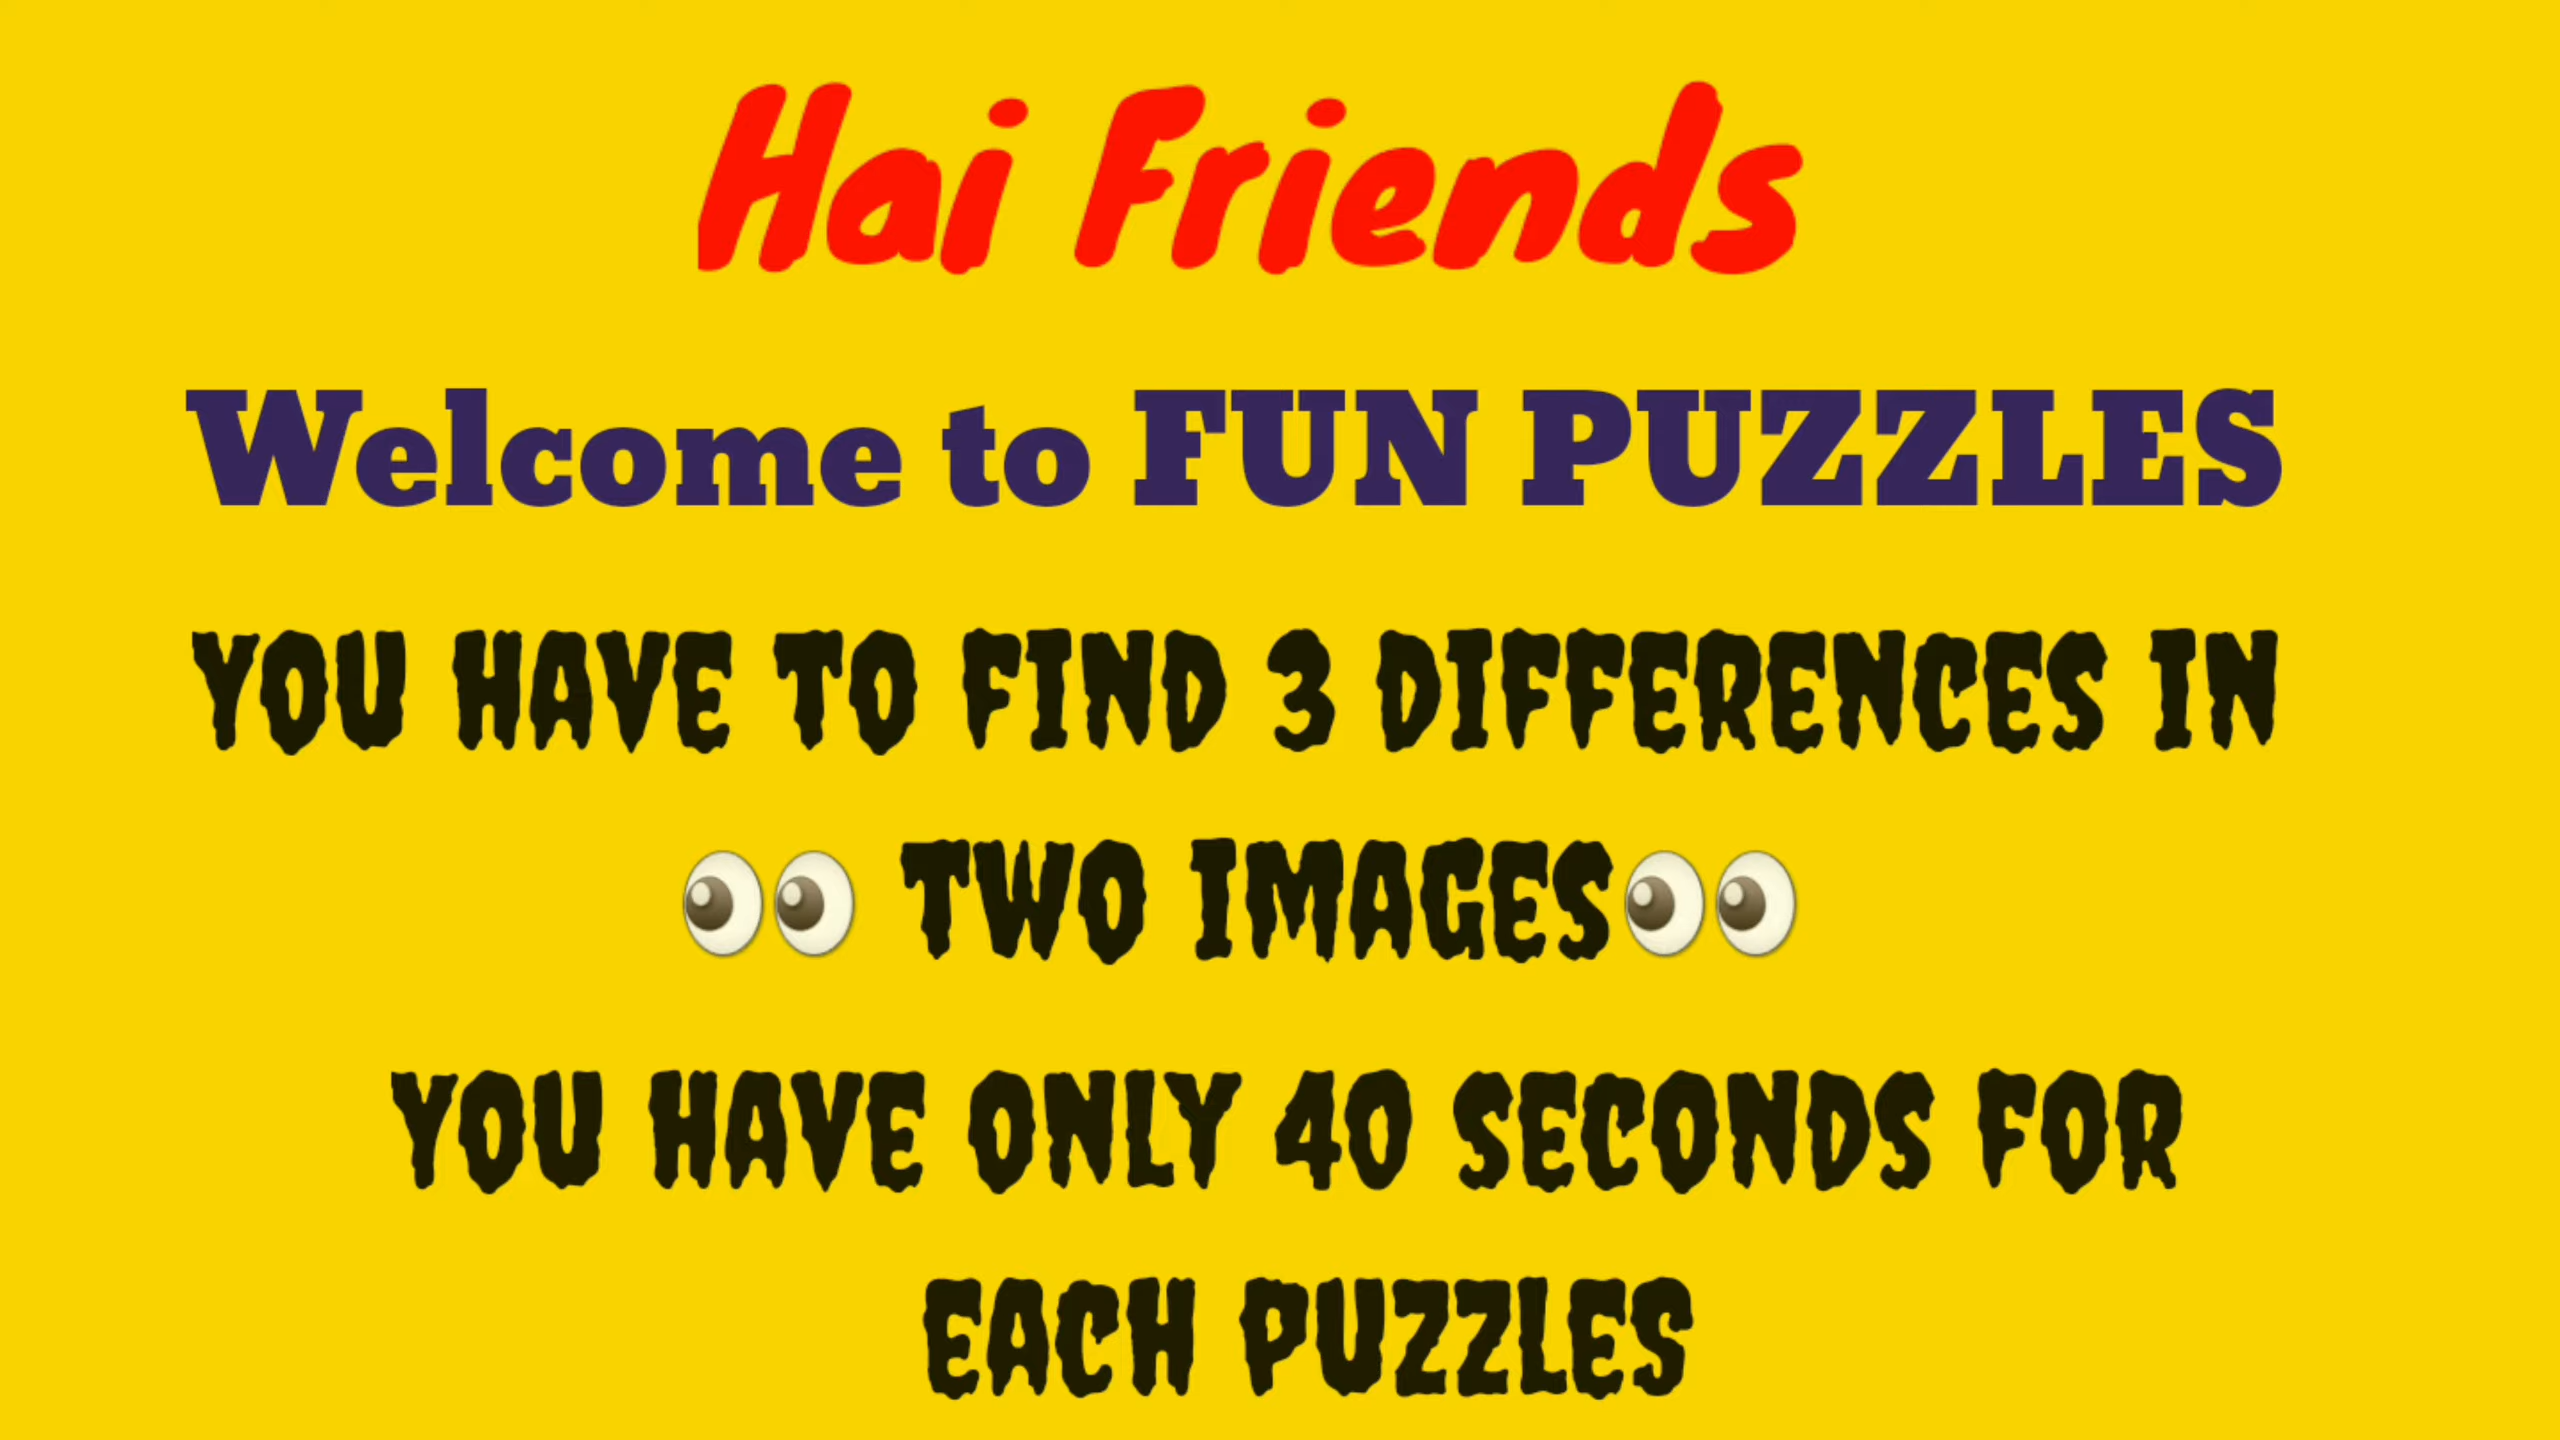 Hai Friends
Welcome to FUN PUZZLES
YOU HAVE TO FIND 3 DIFFERENCES IN
👀 TWO IMAGES👀
YOU HAVE ONLY 40 SECONDS FOR
EACH PUZZLES